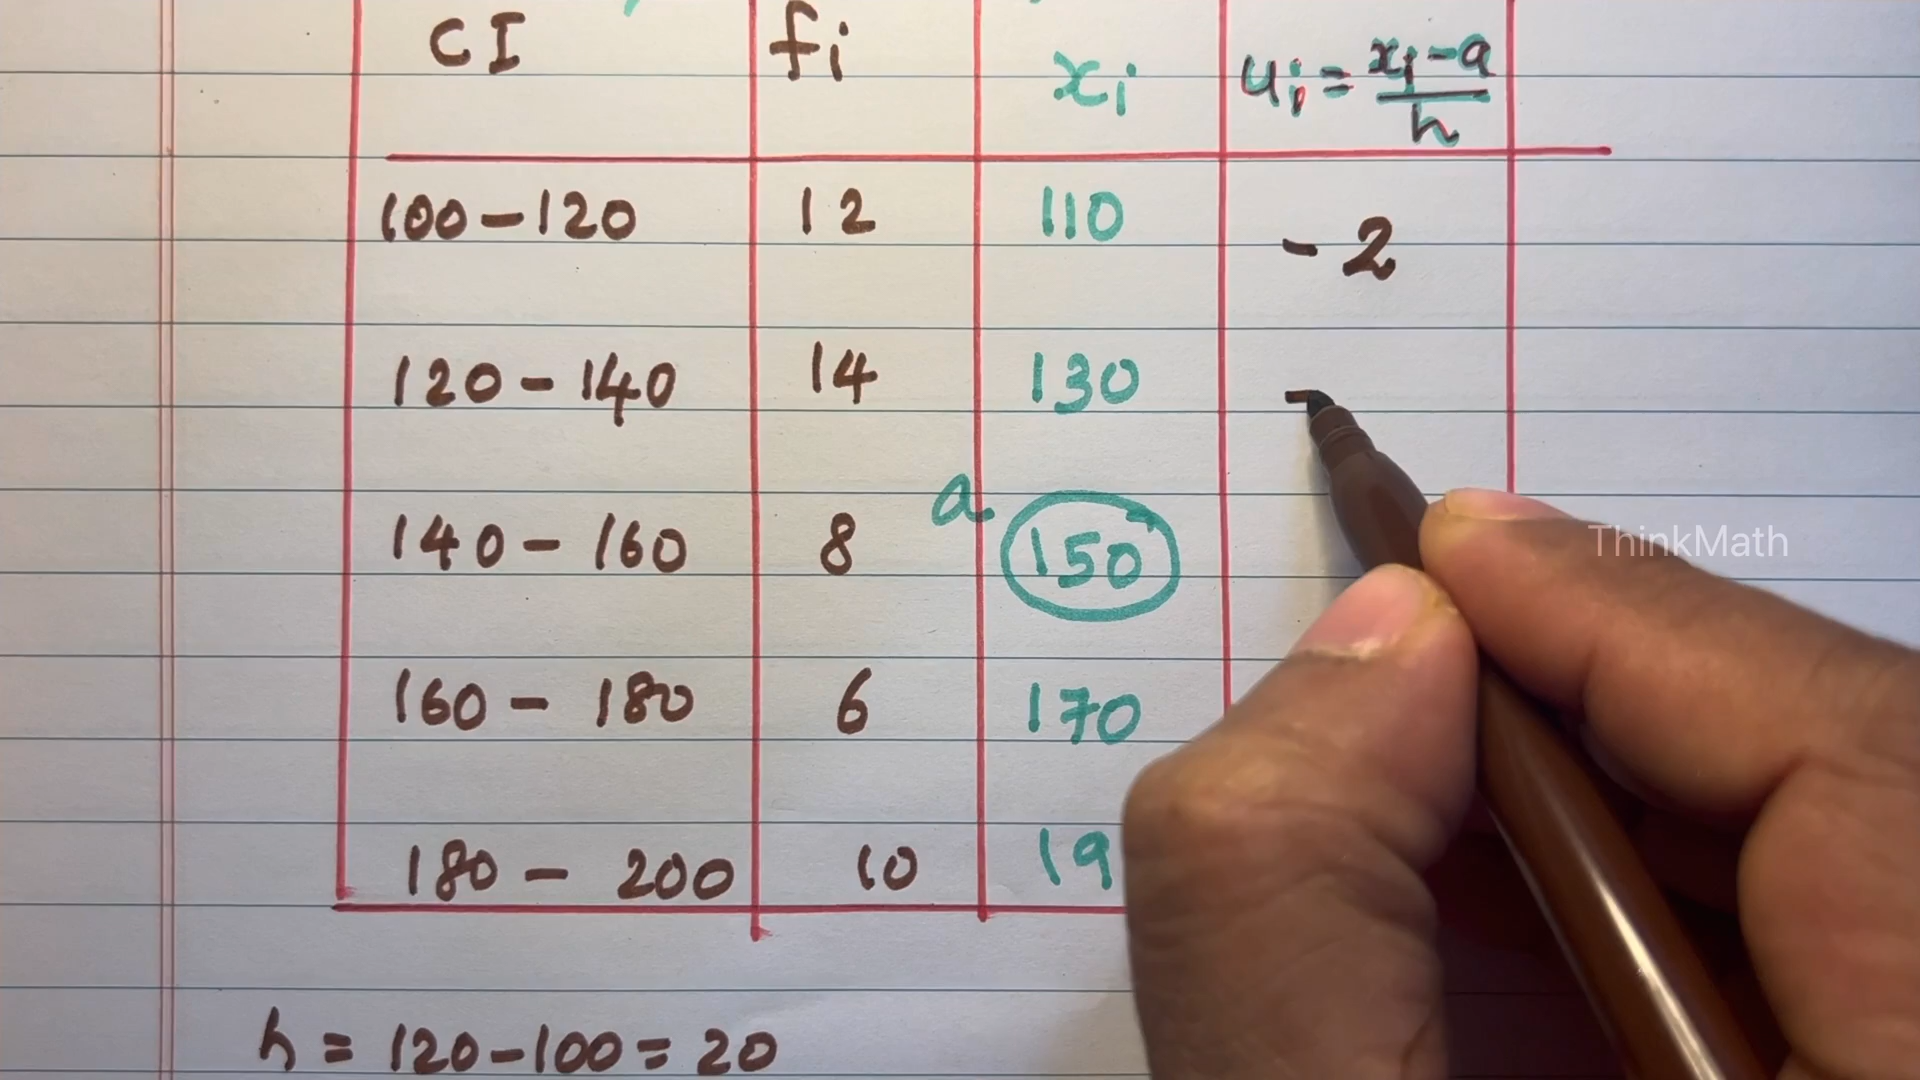 CI fi xi ui = xi - a / h
100 - 120 12 110 - 2
120 - 140 14 130 -
a
140 - 160 8 150
160 - 180 6 170
180 - 200 10 19
h = 120 - 100 = 20
ThinkMath